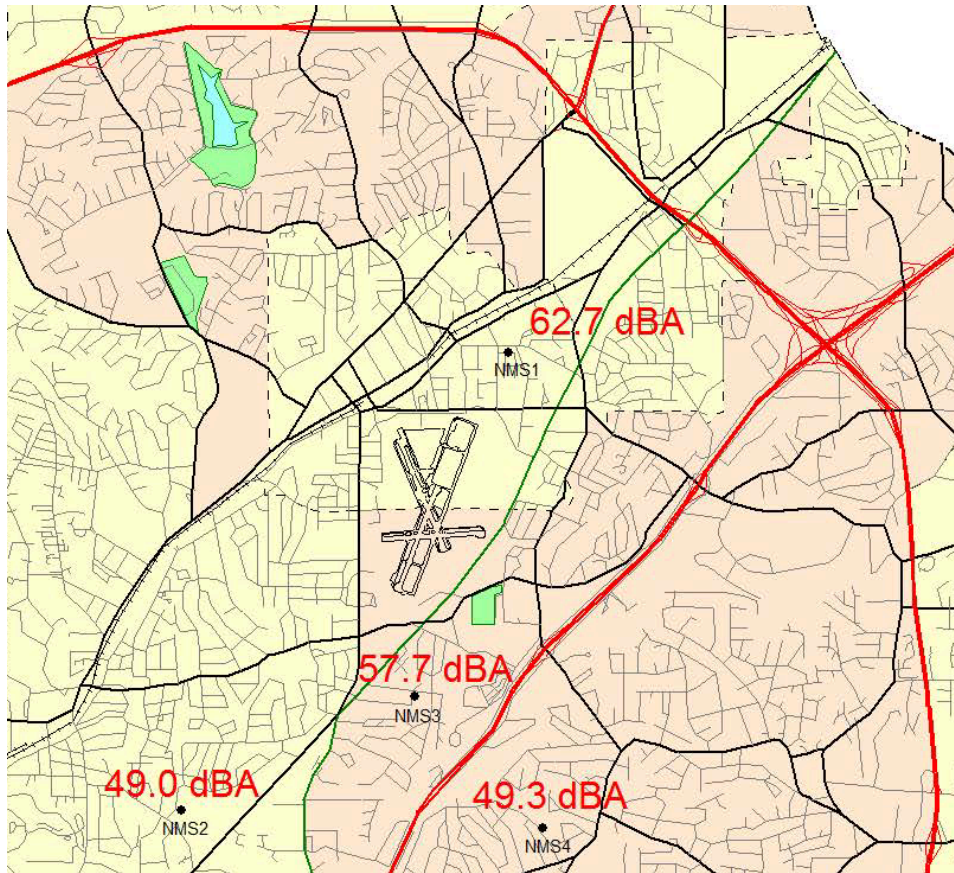 62.7 dBA
NMS1
57.7 dBA
NMS3
49.0 dBA
NMS2
49.3 dBA
NMS4